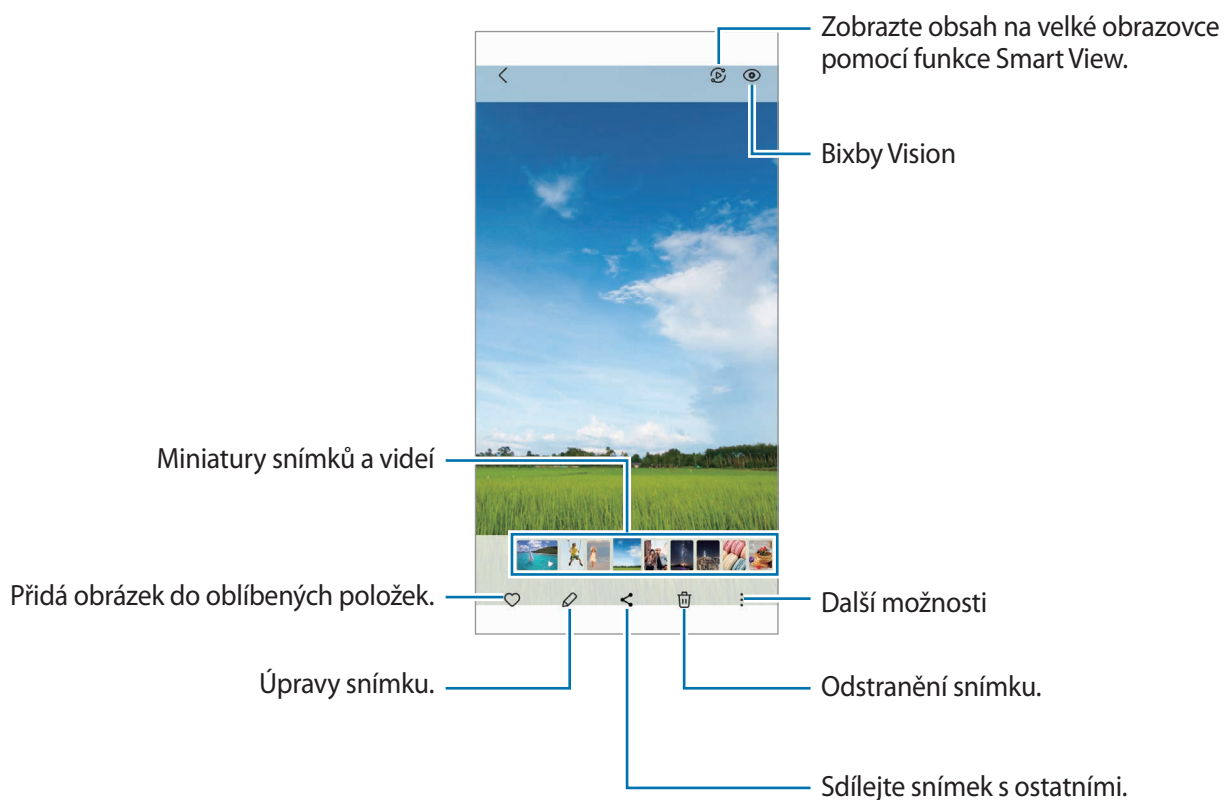 Zobrazte obsah na velké obrazovce
pomocí funkce Smart View.
Bixby Vision
Miniatury snímků a videí
Přidá obrázek do oblíbených položek.
Další možnosti
Úpravy snímku.
Odstranění snímku.
Sdílejte snímek s ostatními.